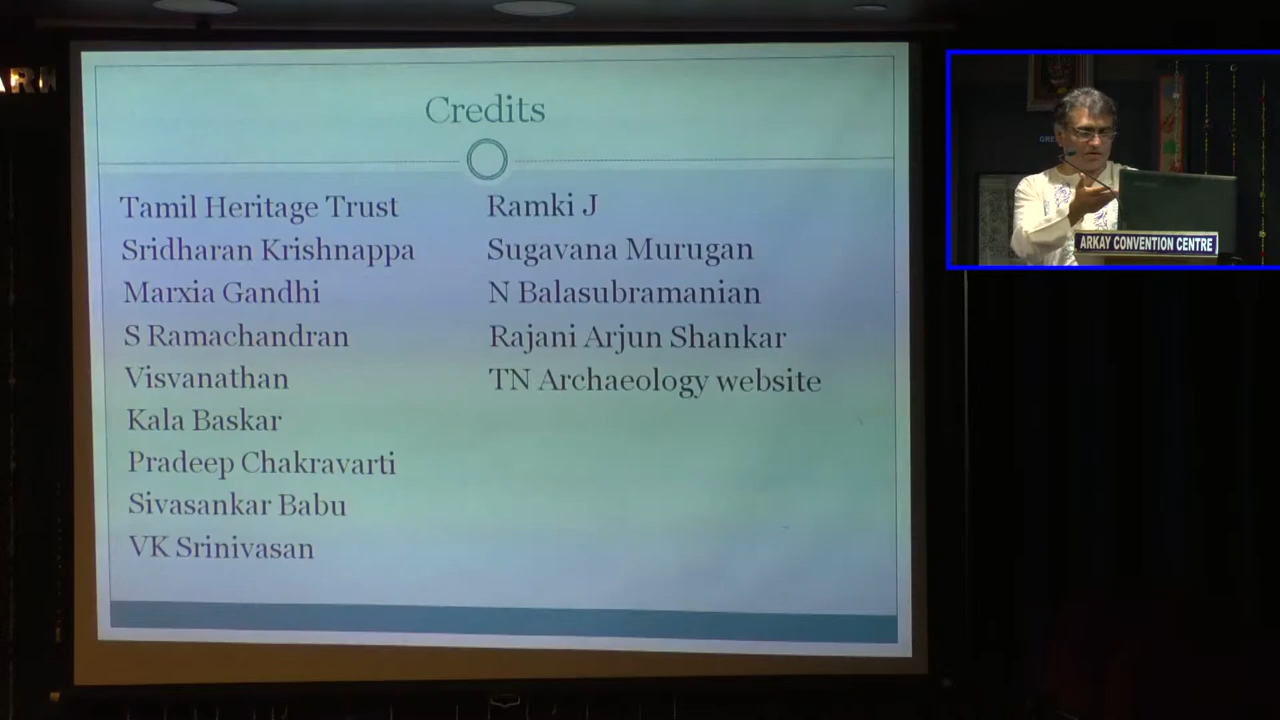 Credits
Tamil Heritage Trust
Sridharan Krishnappa
Marxia Gandhi
S Ramachandran
Visvanathan
Kala Baskar
Pradeep Chakravarti
Sivasankar Babu
VK Srinivasan
Ramki J
Sugavana Murugan
N Balasubramanian
Rajani Arjun Shankar
TN Archaeology website
ARKAY CONVENTION CENTRE